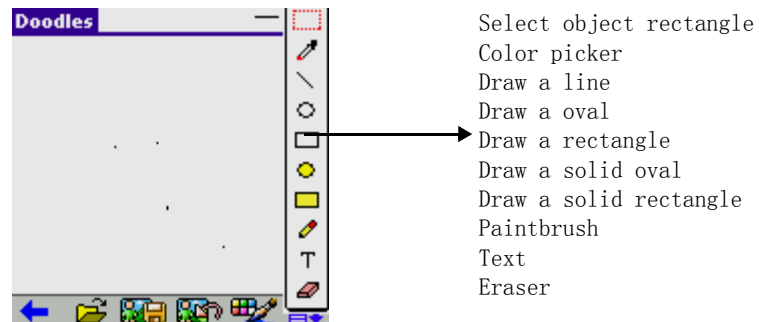 Doodles
Select object rectangle
Color picker
Draw a line
Draw a oval
Draw a rectangle
Draw a solid oval
Draw a solid rectangle
Paintbrush
T
Text
Eraser